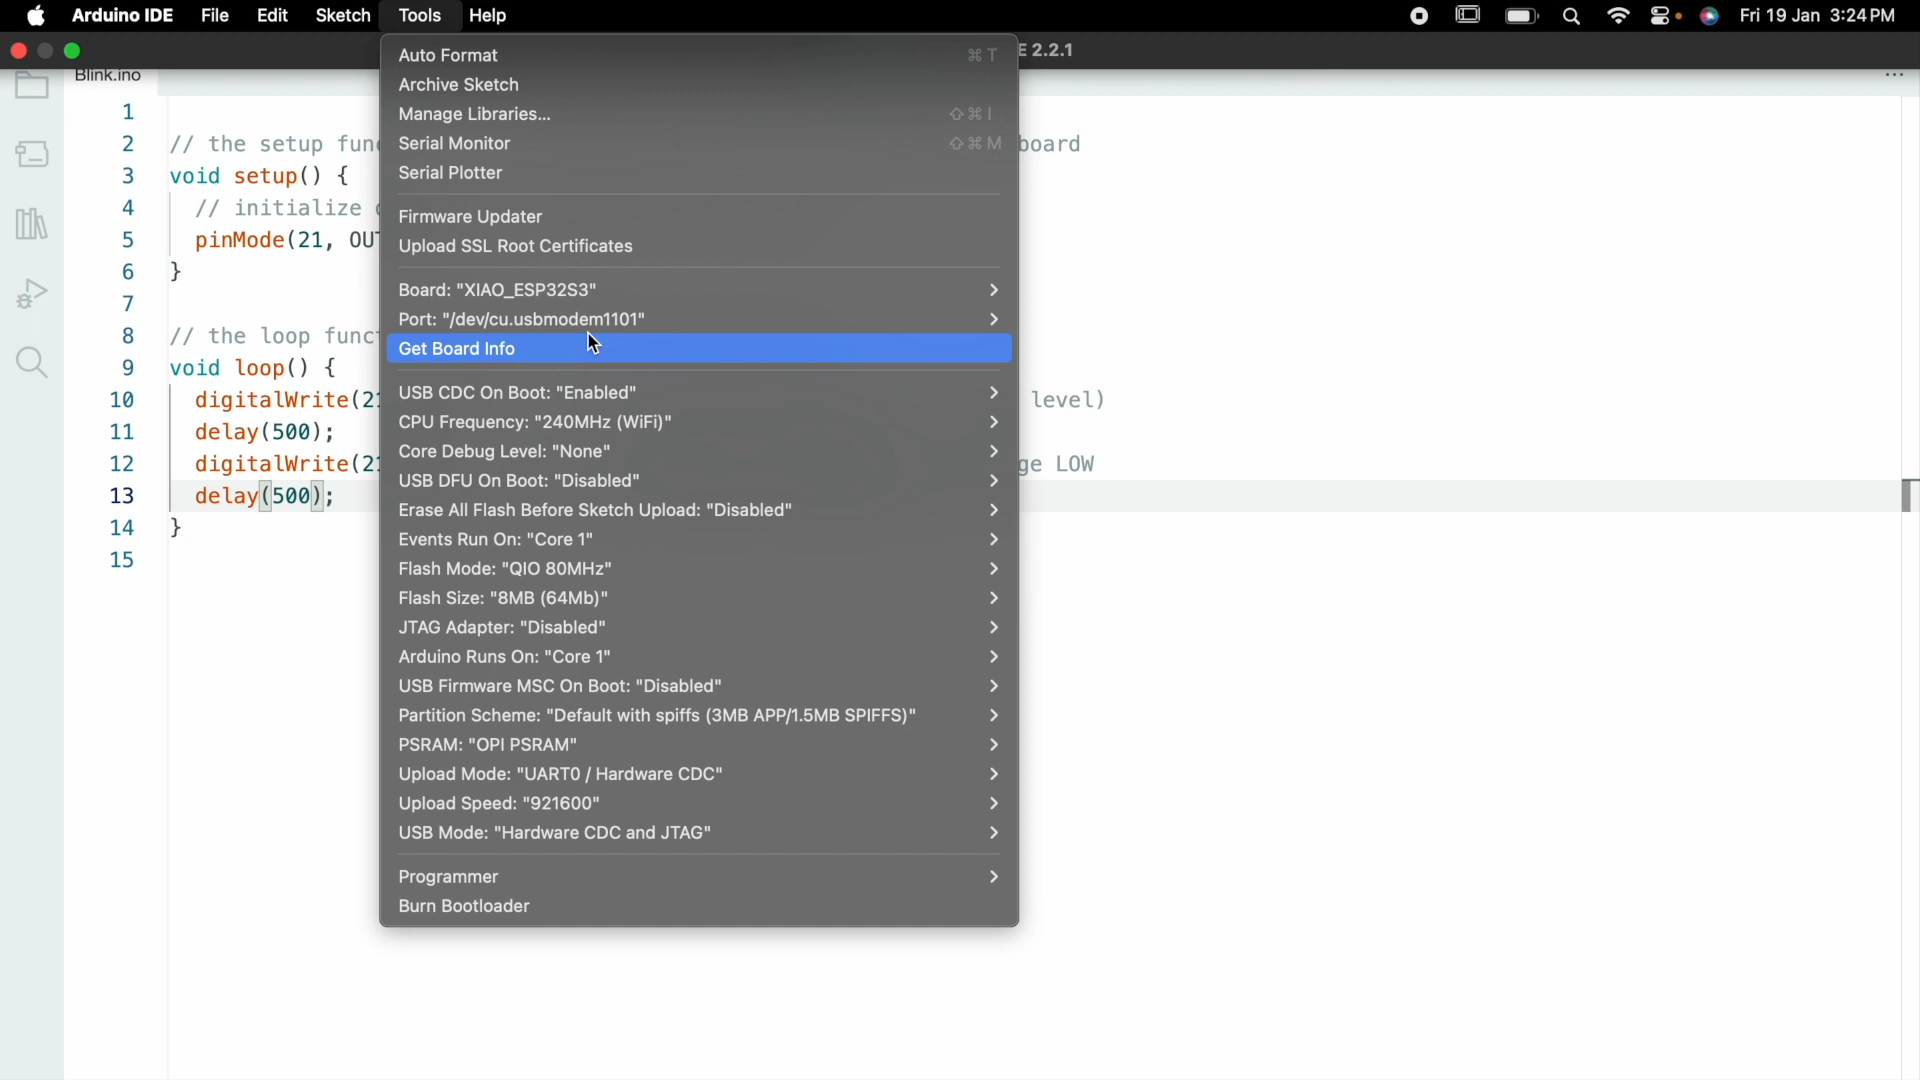 Arduino IDE File Edit Sketch Tools Help Fri 19 Jan 3:24 PM
E 2.2.1
Blink.ino
Auto Format ⌘ T
Archive Sketch
Manage Libraries... ⇧ ⌘ I
Serial Monitor ⇧ ⌘ M
Serial Plotter
Firmware Updater
Upload SSL Root Certificates
Board: "XIAO_ESP32S3"
Port: "/dev/cu.usbmodem1101"
Get Board Info
USB CDC On Boot: "Enabled"
CPU Frequency: "240MHz (WiFi)"
Core Debug Level: "None"
USB DFU On Boot: "Disabled"
Erase All Flash Before Sketch Upload: "Disabled"
Events Run On: "Core 1"
Flash Mode: "QIO 80MHz"
Flash Size: "8MB (64Mb)"
JTAG Adapter: "Disabled"
Arduino Runs On: "Core 1"
USB Firmware MSC On Boot: "Disabled"
Partition Scheme: "Default with spiffs (3MB APP/1.5MB SPIFFS)"
PSRAM: "OPI PSRAM"
Upload Mode: "UART0 / Hardware CDC"
Upload Speed: "921600"
USB Mode: "Hardware CDC and JTAG"
Programmer
Burn Bootloader
1
2 // the setup fun board
3 void setup() {
4 // initialize
5 pinMode(21, OU
6 }
7
8 // the loop func
9 void loop() {
10 digitalWrite(2 level)
11 delay(500);
12 digitalWrite(2 ge LOW
13 delay(500);
14 }
15